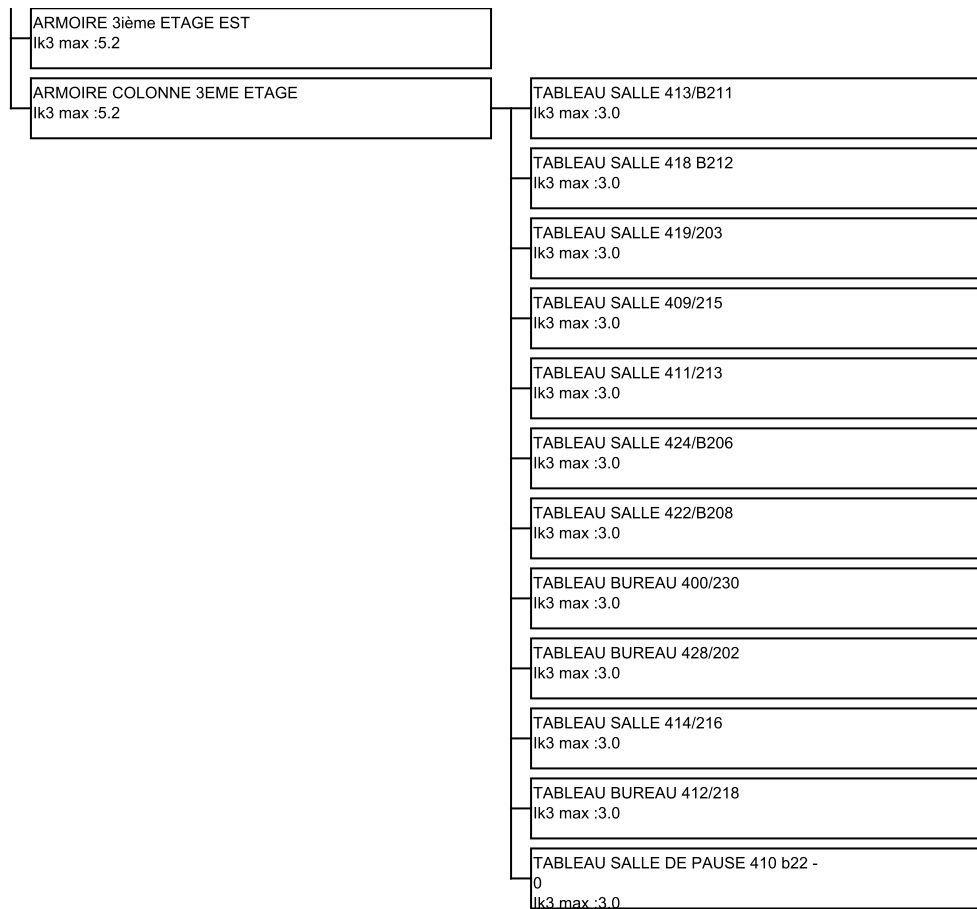 ARMOIRE 3ième ETAGE EST
Ik3 max :5.2
ARMOIRE COLONNE 3EME ETAGE
Ik3 max :5.2
TABLEAU SALLE 413/B211
Ik3 max :3.0
TABLEAU SALLE 418 B212
Ik3 max :3.0
TABLEAU SALLE 419/203
Ik3 max :3.0
TABLEAU SALLE 409/215
Ik3 max :3.0
TABLEAU SALLE 411/213
Ik3 max :3.0
TABLEAU SALLE 424/B206
Ik3 max :3.0
TABLEAU SALLE 422/B208
Ik3 max :3.0
TABLEAU BUREAU 400/230
Ik3 max :3.0
TABLEAU BUREAU 428/202
Ik3 max :3.0
TABLEAU SALLE 414/216
Ik3 max :3.0
TABLEAU BUREAU 412/218
Ik3 max :3.0
TABLEAU SALLE DE PAUSE 410 b22 -
0
Ik3 max :3.0